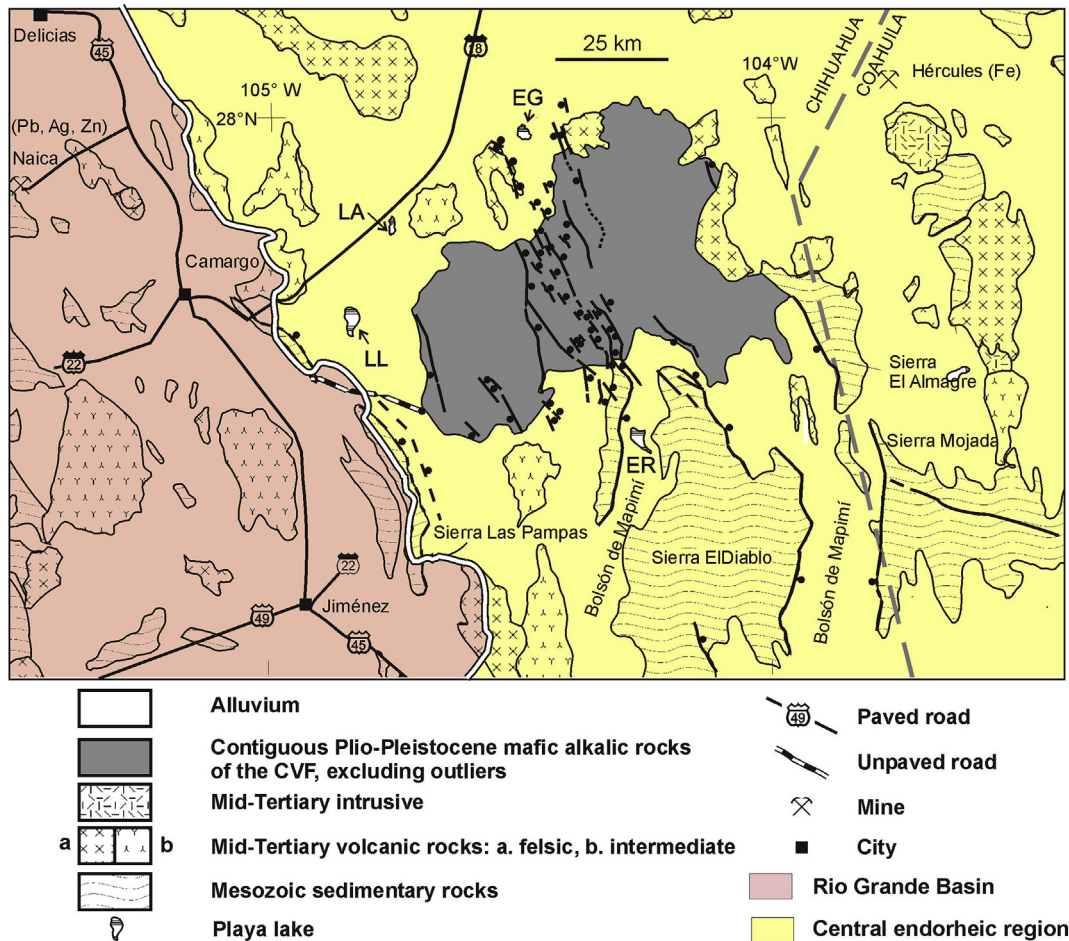 Delicias
45
18
25 km
104°W
CHIHUAHUA
COAHUILA
Hércules (Fe)
105° W
28°N
EG
(Pb, Ag, Zn)
Naica
LA
Camargo
LL
22
Sierra
El Almagre
Sierra Mojada
ER
Sierra Las Pampas
Bolsón de Mapimí
Sierra ElDiablo
Bolsón de Mapimí
22
Jiménez
49
45
Alluvium
Contiguous Plio-Pleistocene mafic alkalic rocks
of the CVF, excluding outliers
Mid-Tertiary intrusive
a b Mid-Tertiary volcanic rocks: a. felsic, b. intermediate
Mesozoic sedimentary rocks
Playa lake
49 Paved road
Unpaved road
Mine
City
Rio Grande Basin
Central endorheic region